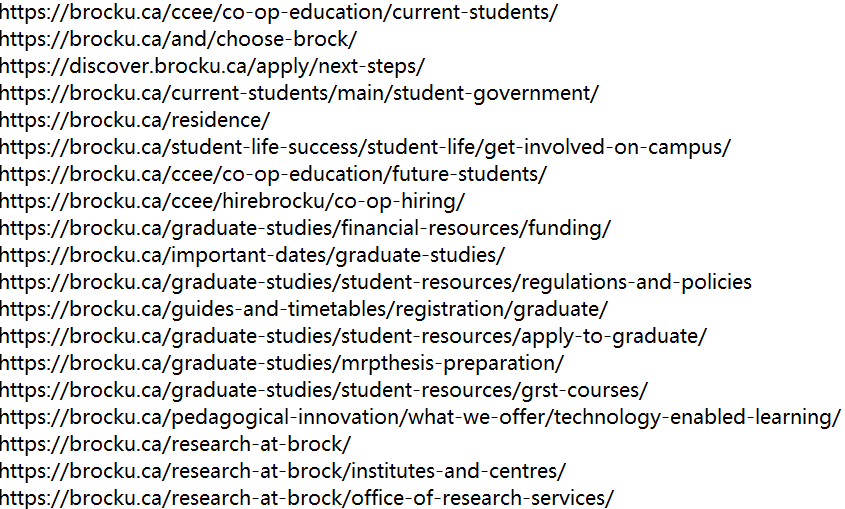 https://brocku.ca/ccee/co-op-education/current-students/
https://brocku.ca/and/choose-brock/
https://discover.brocku.ca/apply/next-steps/
https://brocku.ca/current-students/main/student-government/
https://brocku.ca/residence/
https://brocku.ca/student-life-success/student-life/get-involved-on-campus/
https://brocku.ca/ccee/co-op-education/future-students/
https://brocku.ca/ccee/hirebrocku/co-op-hiring/
https://brocku.ca/graduate-studies/financial-resources/funding/
https://brocku.ca/important-dates/graduate-studies/
https://brocku.ca/graduate-studies/student-resources/regulations-and-policies
https://brocku.ca/guides-and-timetables/registration/graduate/
https://brocku.ca/graduate-studies/student-resources/apply-to-graduate/
https://brocku.ca/graduate-studies/mrpthesis-preparation/
https://brocku.ca/graduate-studies/student-resources/grst-courses/
https://brocku.ca/pedagogical-innovation/what-we-offer/technology-enabled-learning/
https://brocku.ca/research-at-brock/
https://brocku.ca/research-at-brock/institutes-and-centres/
https://brocku.ca/research-at-brock/office-of-research-services/